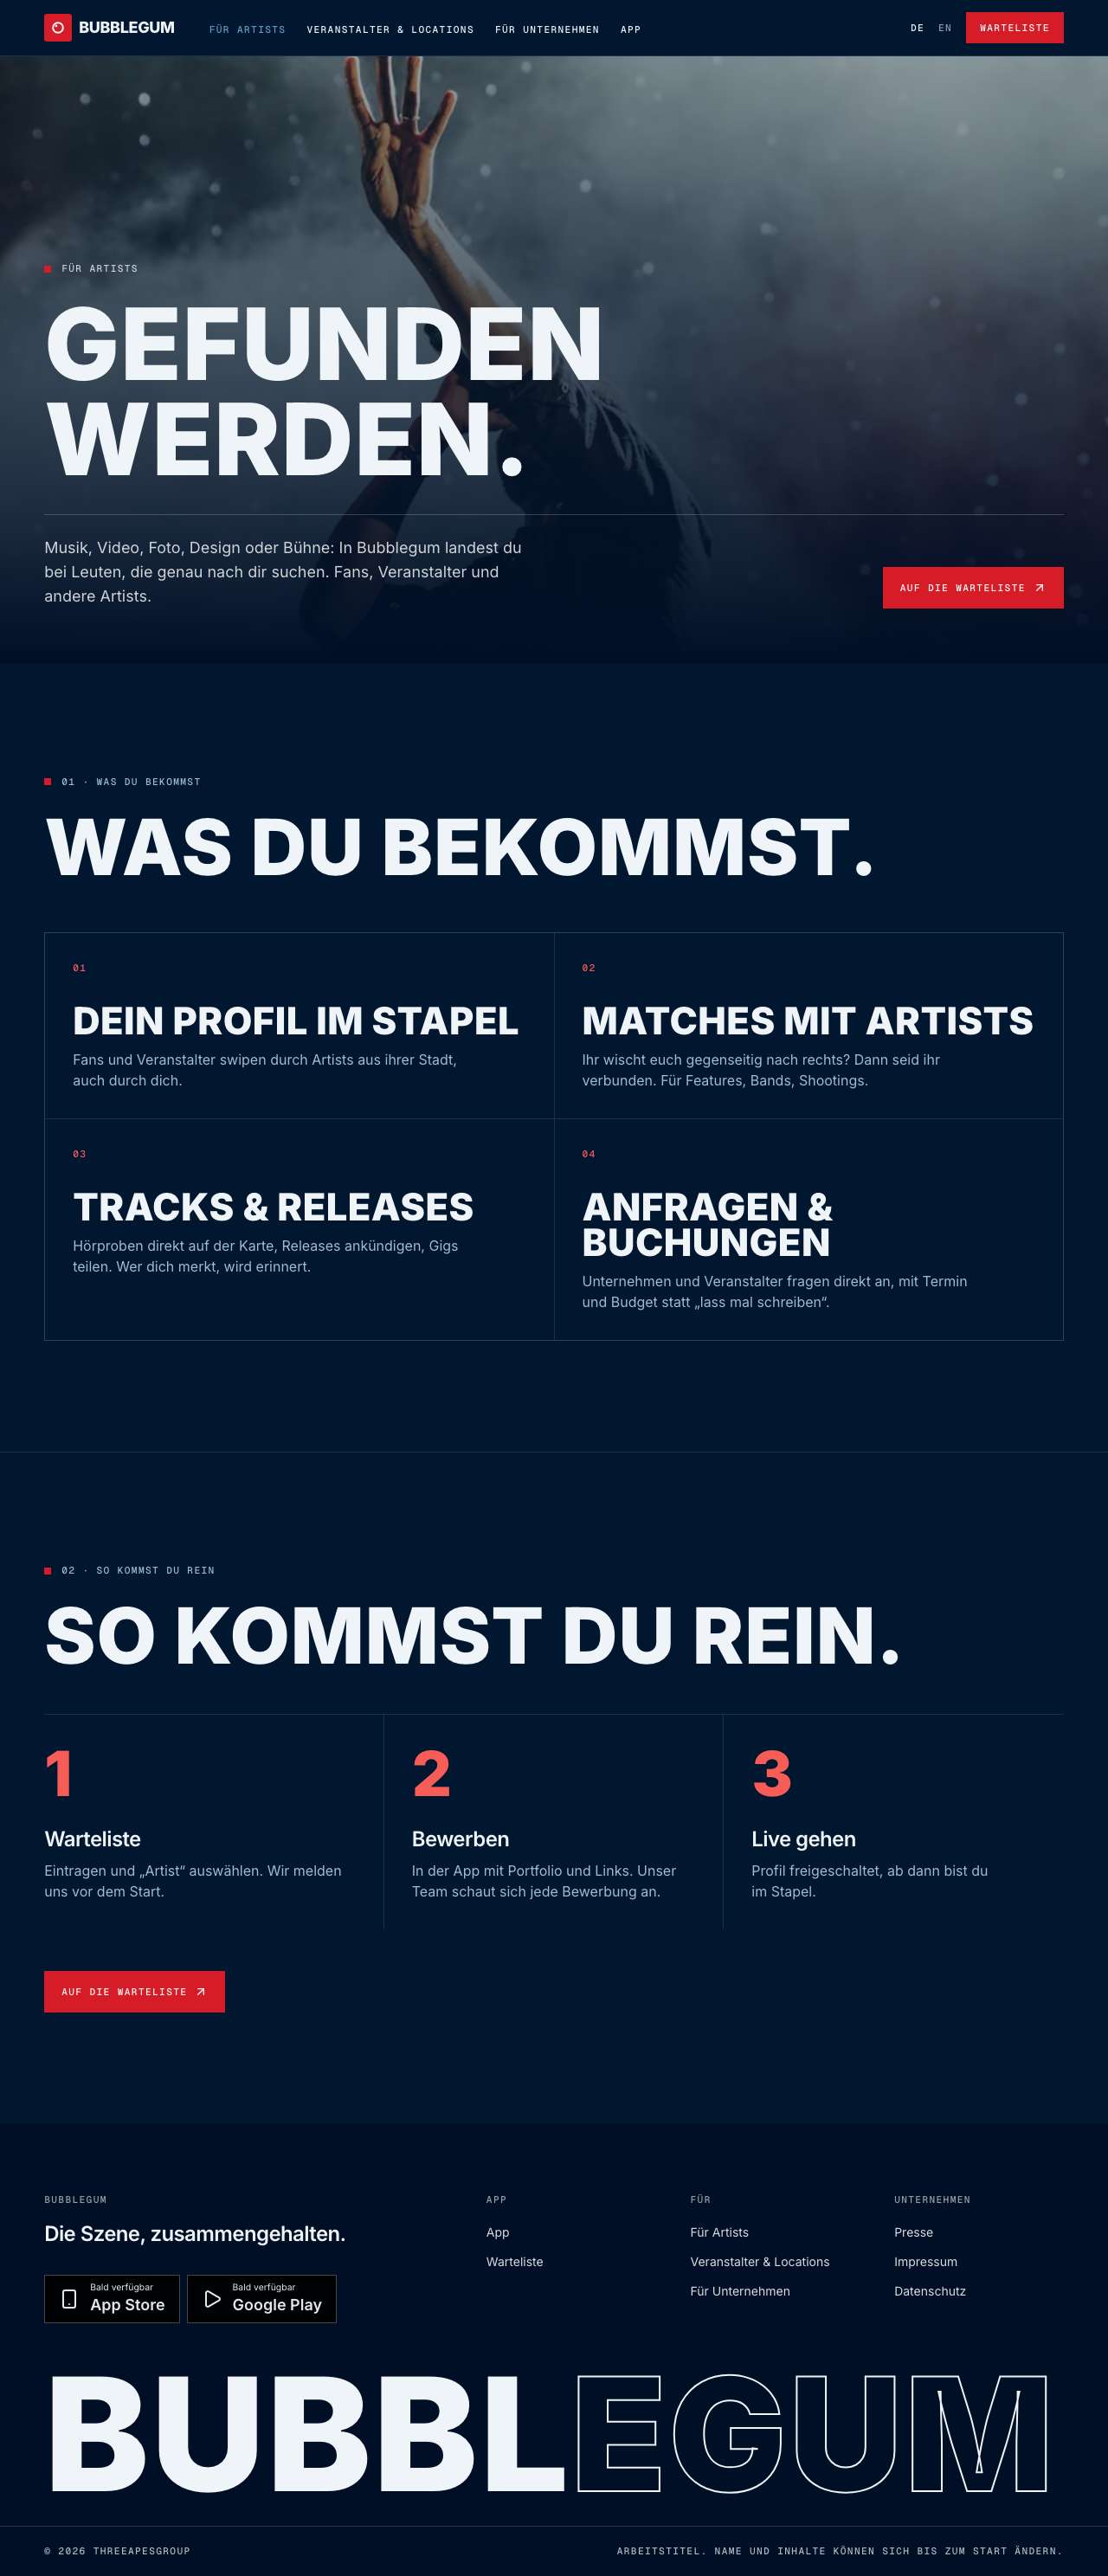 BUBBLEGUM
FÜR ARTISTS
VERANSTALTER & LOCATIONS
FÜR UNTERNEHMEN
APP
DE
EN
WARTELISTE
FÜR ARTISTS
GEFUNDEN
WERDEN.
Musik, Video, Foto, Design oder Bühne: In Bubblegum landest du
bei Leuten, die genau nach dir suchen. Fans, Veranstalter und
andere Artists.
AUF DIE WARTELISTE
01 · WAS DU BEKOMMST
WAS DU BEKOMMST.
01
DEIN PROFIL IM STAPEL
Fans und Veranstalter swipen durch Artists aus ihrer Stadt,
auch durch dich.
02
MATCHES MIT ARTISTS
Ihr wischt euch gegenseitig nach rechts? Dann seid ihr
verbunden. Für Features, Bands, Shootings.
03
TRACKS & RELEASES
Hörproben direkt auf der Karte, Releases ankündigen, Gigs
teilen. Wer dich merkt, wird erinnert.
04
ANFRAGEN &
BUCHUNGEN
Unternehmen und Veranstalter fragen direkt an, mit Termin
und Budget statt „lass mal schreiben“.
02 · SO KOMMST DU REIN
SO KOMMST DU REIN.
1
Warteliste
Eintragen und „Artist“ auswählen. Wir melden
uns vor dem Start.
2
Bewerben
In der App mit Portfolio und Links. Unser
Team schaut sich jede Bewerbung an.
3
Live gehen
Profil freigeschaltet, ab dann bist du
im Stapel.
AUF DIE WARTELISTE
BUBBLEGUM
Die Szene, zusammengehalten.
Bald verfügbar
App Store
Bald verfügbar
Google Play
APP
App
Warteliste
FÜR
Für Artists
Veranstalter & Locations
Für Unternehmen
UNTERNEHMEN
Presse
Impressum
Datenschutz
BUBBLEGUM
© 2026 THREEAPESGROUP
ARBEITSTITEL. NAME UND INHALTE KÖNNEN SICH BIS ZUM START ÄNDERN.